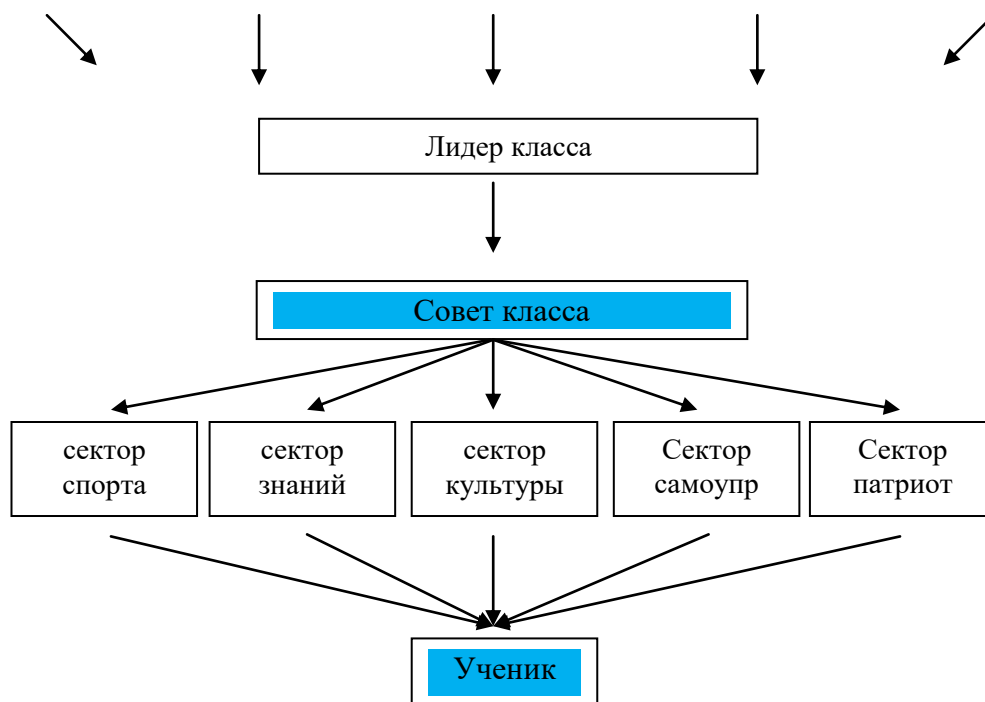 Лидер класса
Совет класса
сектор
спорта
сектор
знаний
сектор
культуры
Сектор
самоупр
Сектор
патриот
Ученик